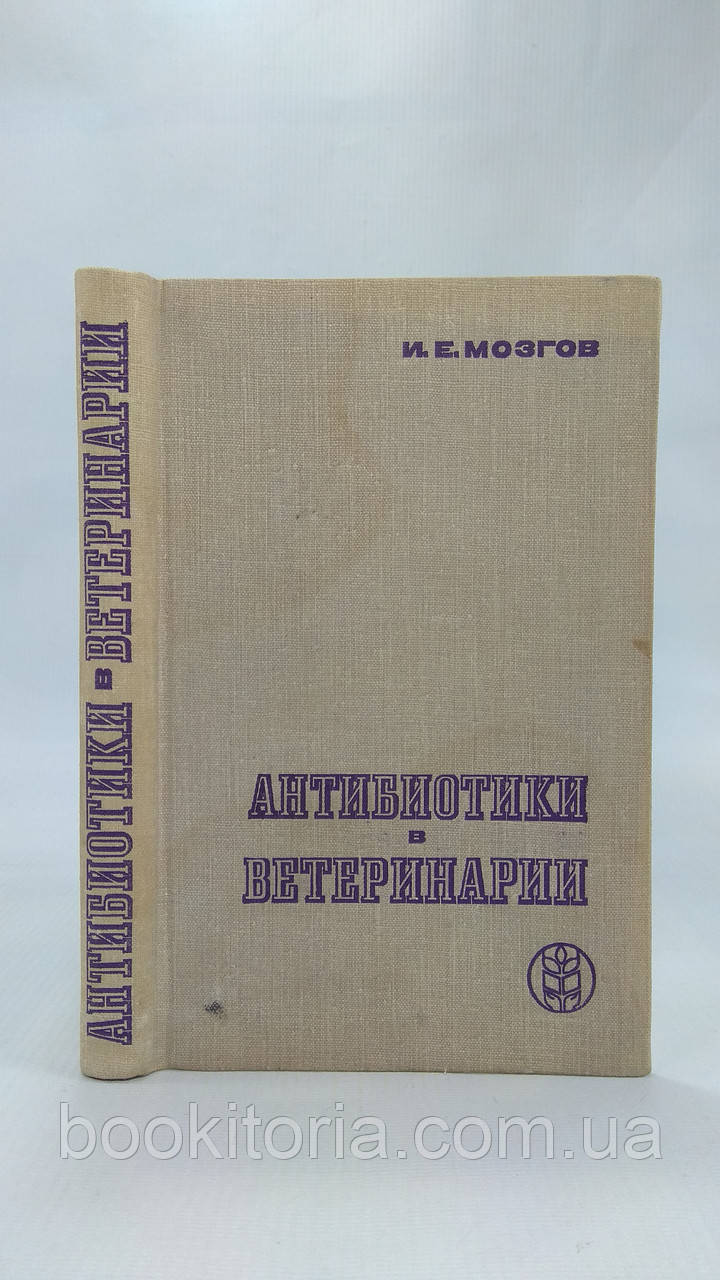 АНТИБИОТИКИ В ВЕТЕРИНАРИИ
И. Е. МОЗГОВ
АНТИБИОТИКИ
В
ВЕТЕРИНАРИИ
bookitoria.com.ua